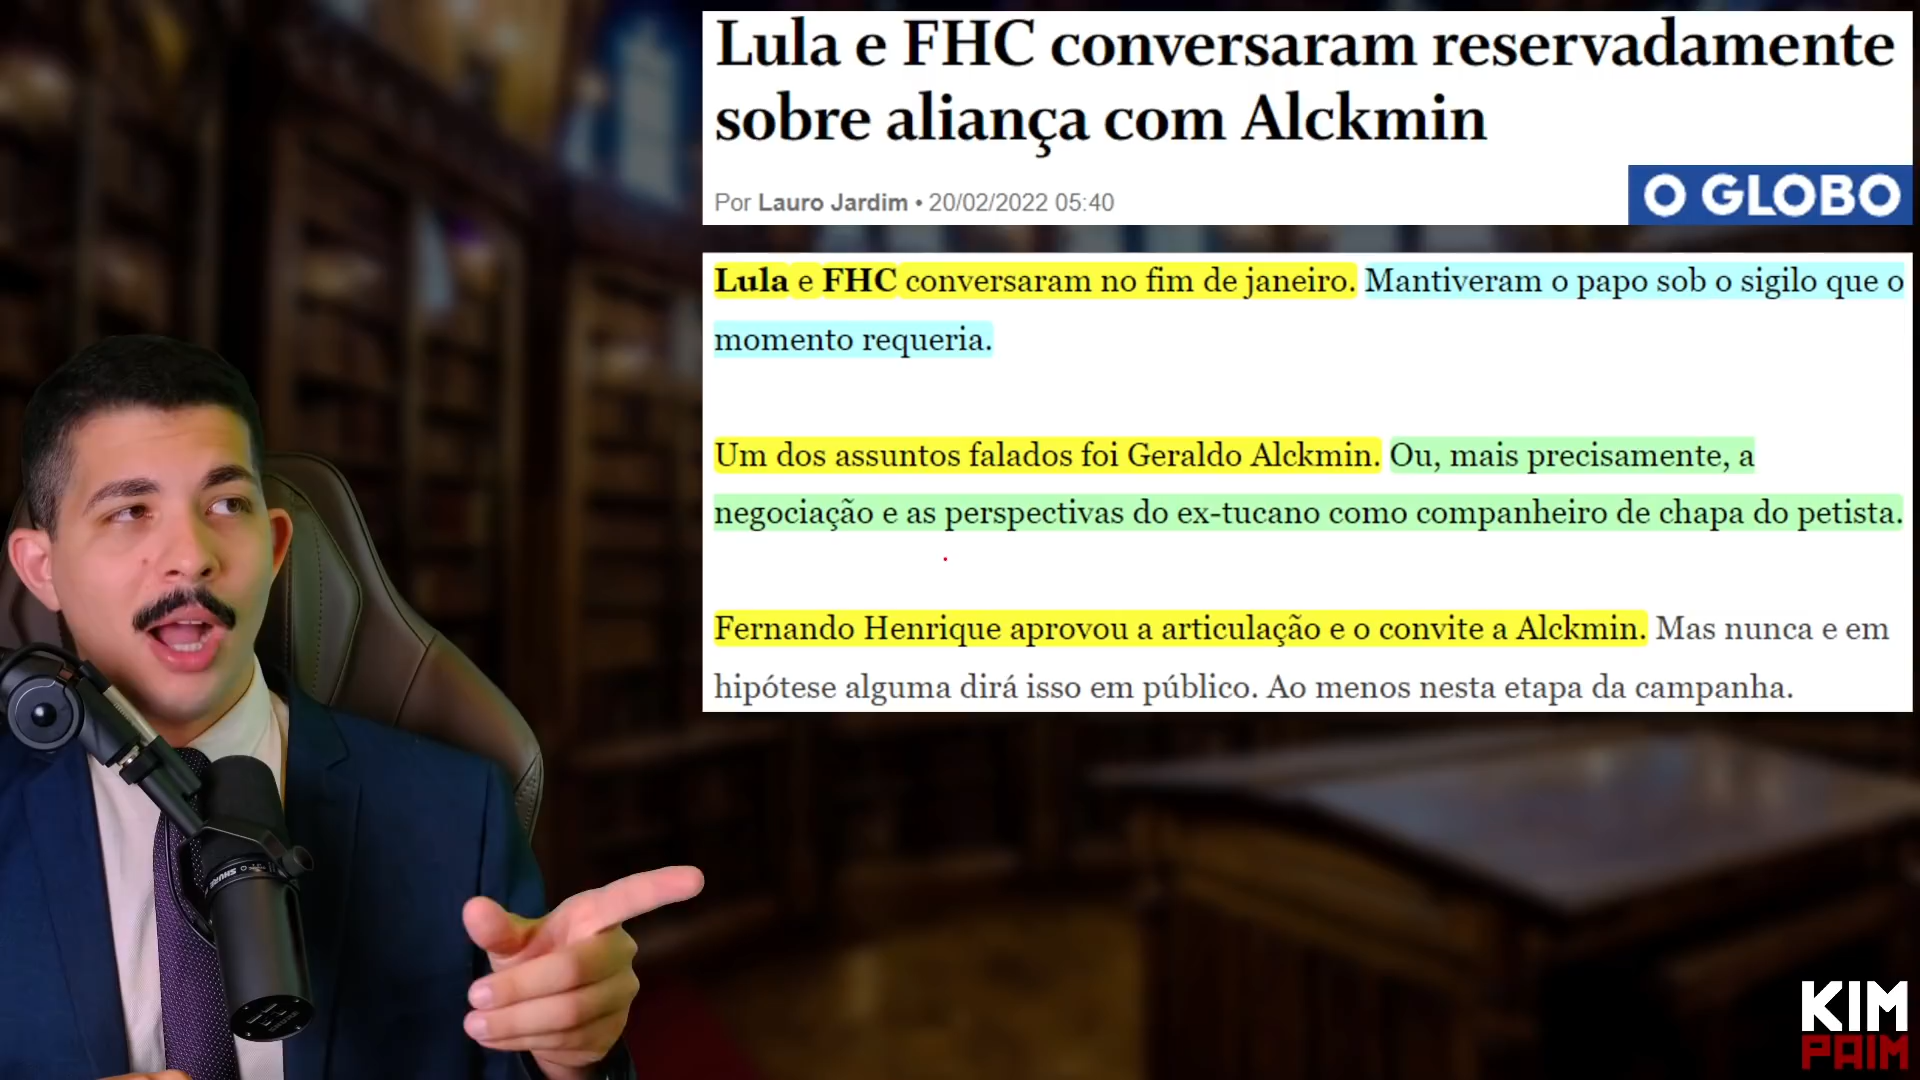 Lula e FHC conversaram reservadamente
sobre aliança com Alckmin
Por Lauro Jardim • 20/02/2022 05:40
O GLOBO
Lula e FHC conversaram no fim de janeiro. Mantiveram o papo sob o sigilo que o
momento requeria.
Um dos assuntos falados foi Geraldo Alckmin. Ou, mais precisamente, a
negociação e as perspectivas do ex-tucano como companheiro de chapa do petista.
Fernando Henrique aprovou a articulação e o convite a Alckmin. Mas nunca e em
hipótese alguma dirá isso em público. Ao menos nesta etapa da campanha.
SHURE
KIM
PAIM